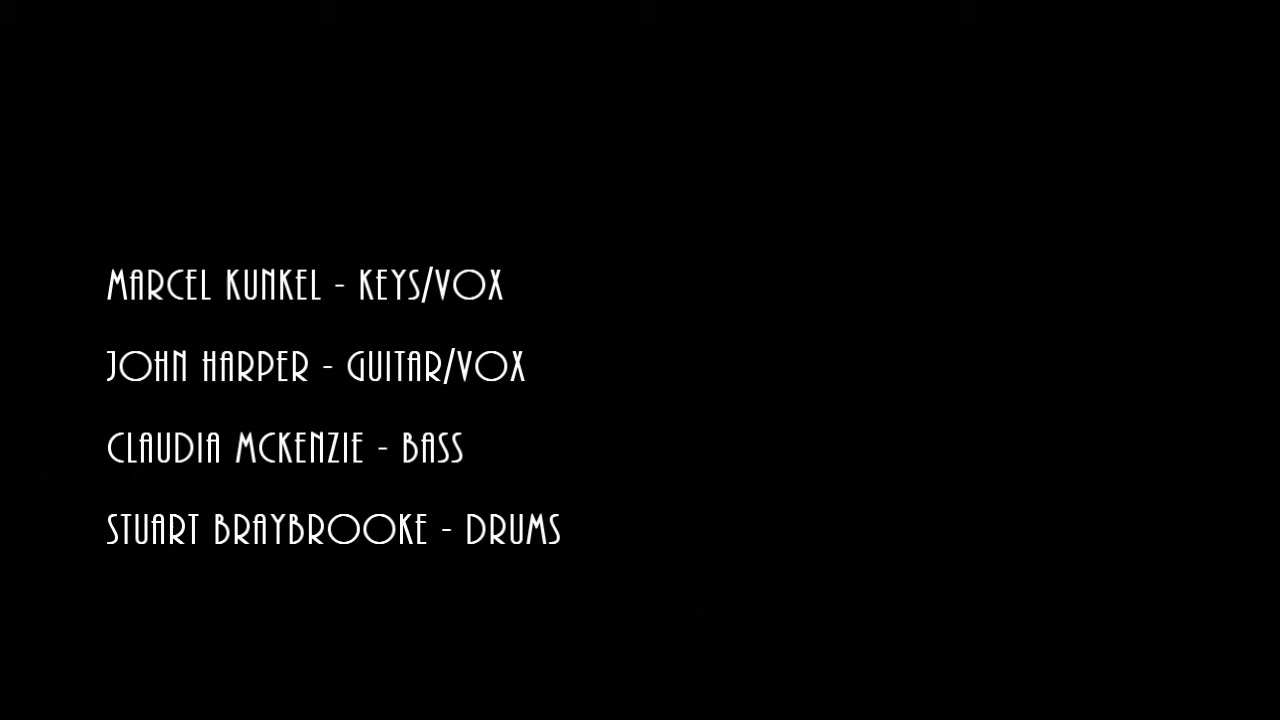 MARCEL KUNKEL - KEYS/VOX
JOHN HARPER - GUITAR/VOX
CLAUDIA MCKENZIE - BASS
STUART BRAYBROOKE - DRUMS